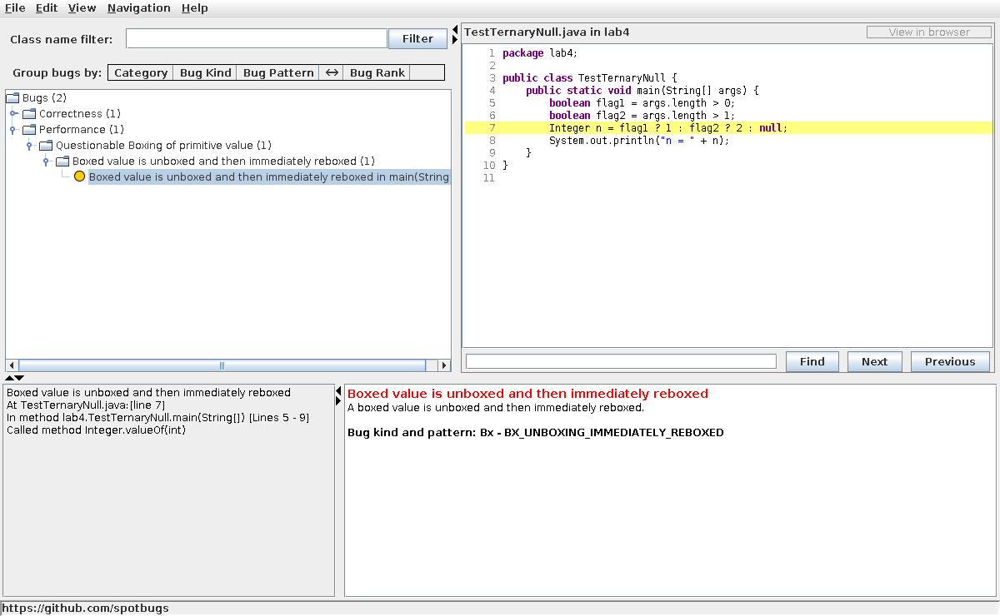 File Edit View Navigation Help
Class name filter: Filter
Group bugs by: Category Bug Kind Bug Pattern ↔ Bug Rank
Bugs (2)
Correctness (1)
Performance (1)
Questionable Boxing of primitive value (1)
Boxed value is unboxed and then immediately reboxed (1)
Boxed value is unboxed and then immediately reboxed in main(String
TestTernaryNull.java in lab4 View in browser
1 package lab4;
2
3 public class TestTernaryNull {
4 public static void main(String[] args) {
5 boolean flag1 = args.length > 0;
6 boolean flag2 = args.length > 1;
7 Integer n = flag1 ? 1 : flag2 ? 2 : null;
8 System.out.println("n = " + n);
9 }
10 }
11
Find Next Previous
Boxed value is unboxed and then immediately reboxed
At TestTernaryNull.java:[line 7]
In method lab4.TestTernaryNull.main(String[]) [Lines 5 - 9]
Called method Integer.valueOf(int)
Boxed value is unboxed and then immediately reboxed
A boxed value is unboxed and then immediately reboxed.
Bug kind and pattern: Bx - BX_UNBOXING_IMMEDIATELY_REBOXED
https://github.com/spotbugs